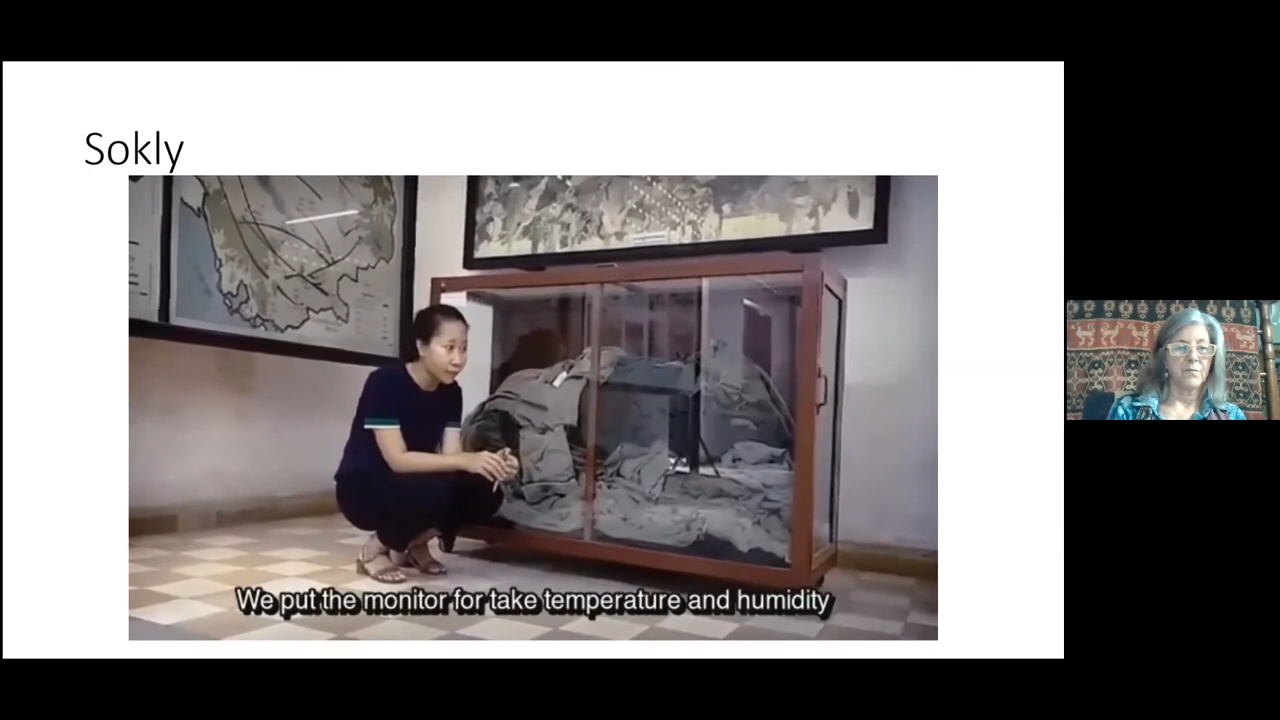 Sokly
We put the monitor for take temperature and humidity